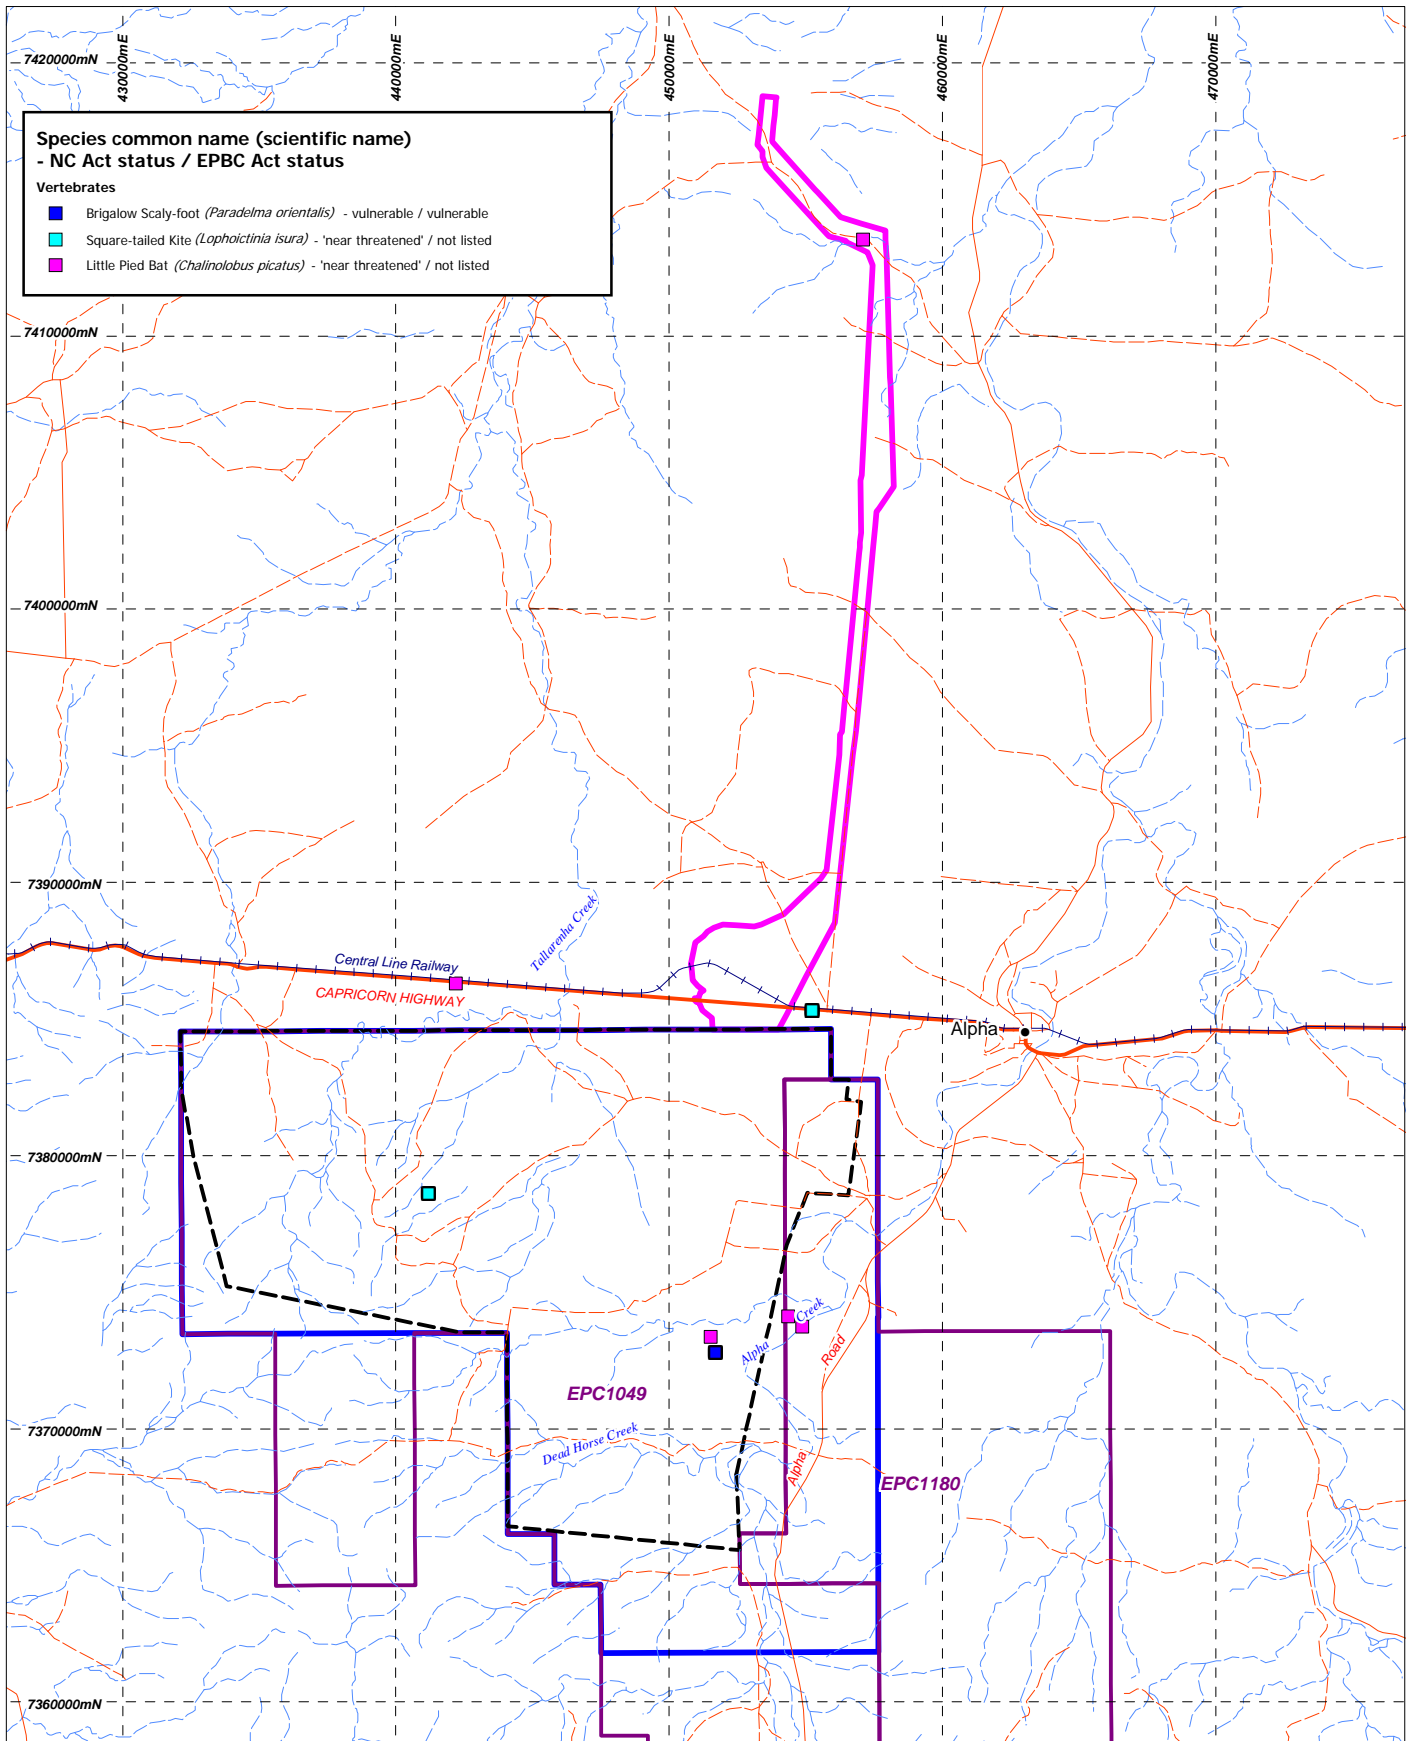 7420000mN
430000mE
440000mE
450000mE
460000mE
470000mE
Species common name (scientific name)
- NC Act status / EPBC Act status
Vertebrates
Brigalow Scaly-foot (Paradelma orientalis) - vulnerable / vulnerable
Square-tailed Kite (Lophoictinia isura) - 'near threatened' / not listed
Little Pied Bat (Chalinolobus picatus) - 'near threatened' / not listed
7410000mN
7400000mN
7390000mN
Tallarenha Creek
Central Line Railway
CAPRICORN HIGHWAY
Alpha
7380000mN
Alpha Creek
Alpha Road
EPC1049
7370000mN
Dead Horse Creek
EPC1180
7360000mN